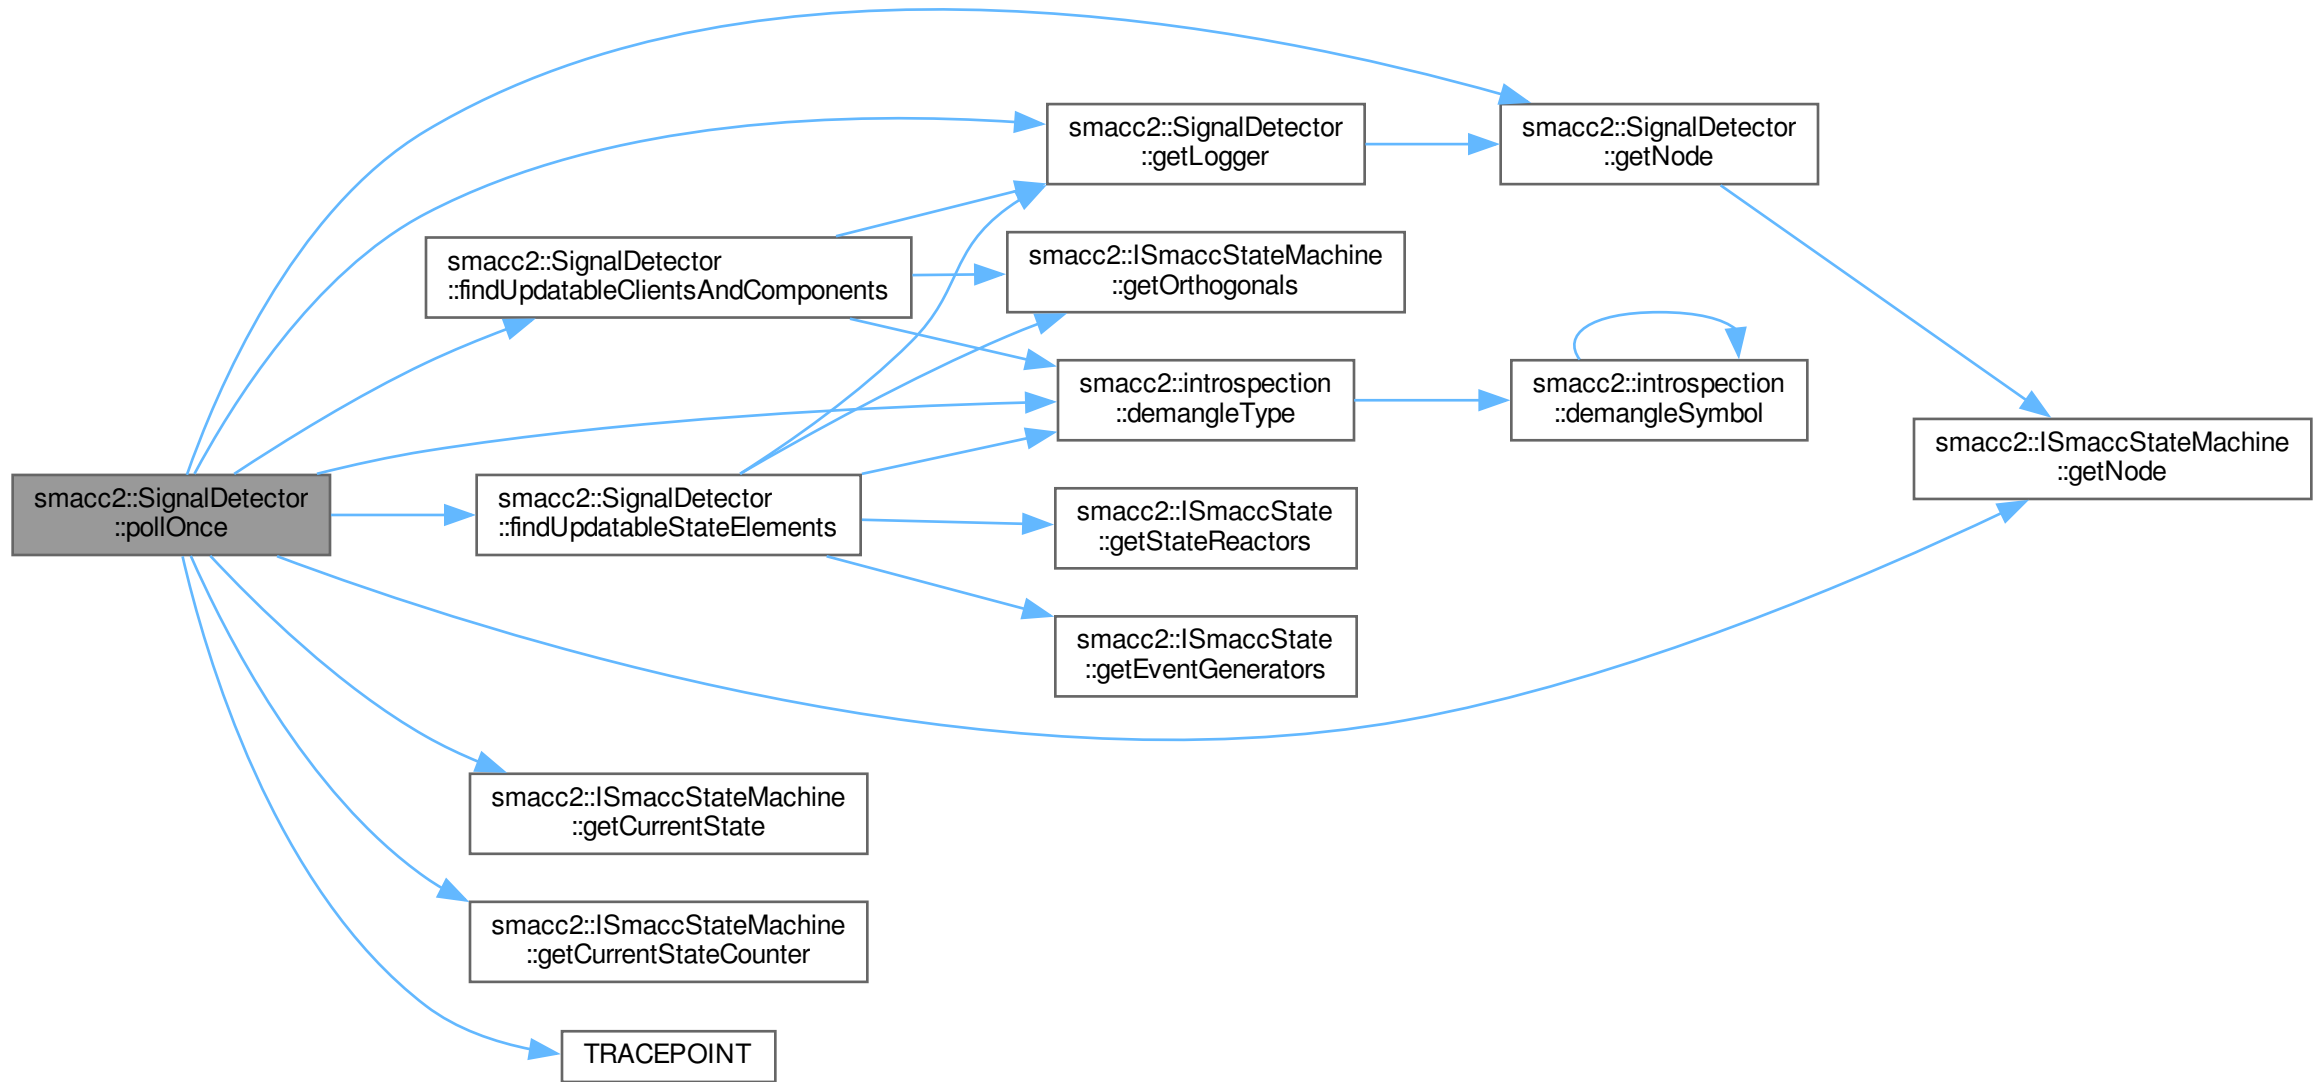 smacc2::SignalDetector
::pollOnce
smacc2::SignalDetector
::findUpdatableClientsAndComponents
smacc2::SignalDetector
::findUpdatableStateElements
smacc2::ISmaccStateMachine
::getCurrentState
smacc2::ISmaccStateMachine
::getCurrentStateCounter
TRACEPOINT
smacc2::SignalDetector
::getLogger
smacc2::ISmaccStateMachine
::getOrthogonals
smacc2::introspection
::demangleType
smacc2::ISmaccState
::getStateReactors
smacc2::ISmaccState
::getEventGenerators
smacc2::SignalDetector
::getNode
smacc2::introspection
::demangleSymbol
smacc2::ISmaccStateMachine
::getNode